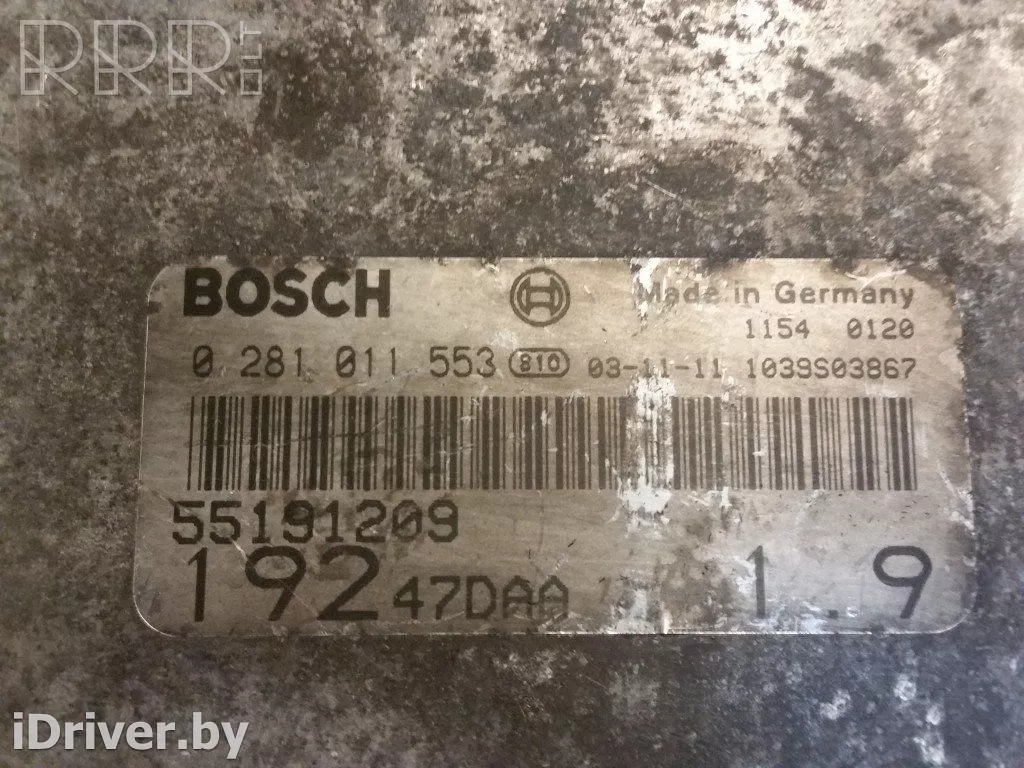 RRR.LT
BOSCH Made in Germany
1154 0120
0 281 011 553 810 03-11-11 1039S03867
55191209
192 47DAA 1.9
iDriver.by